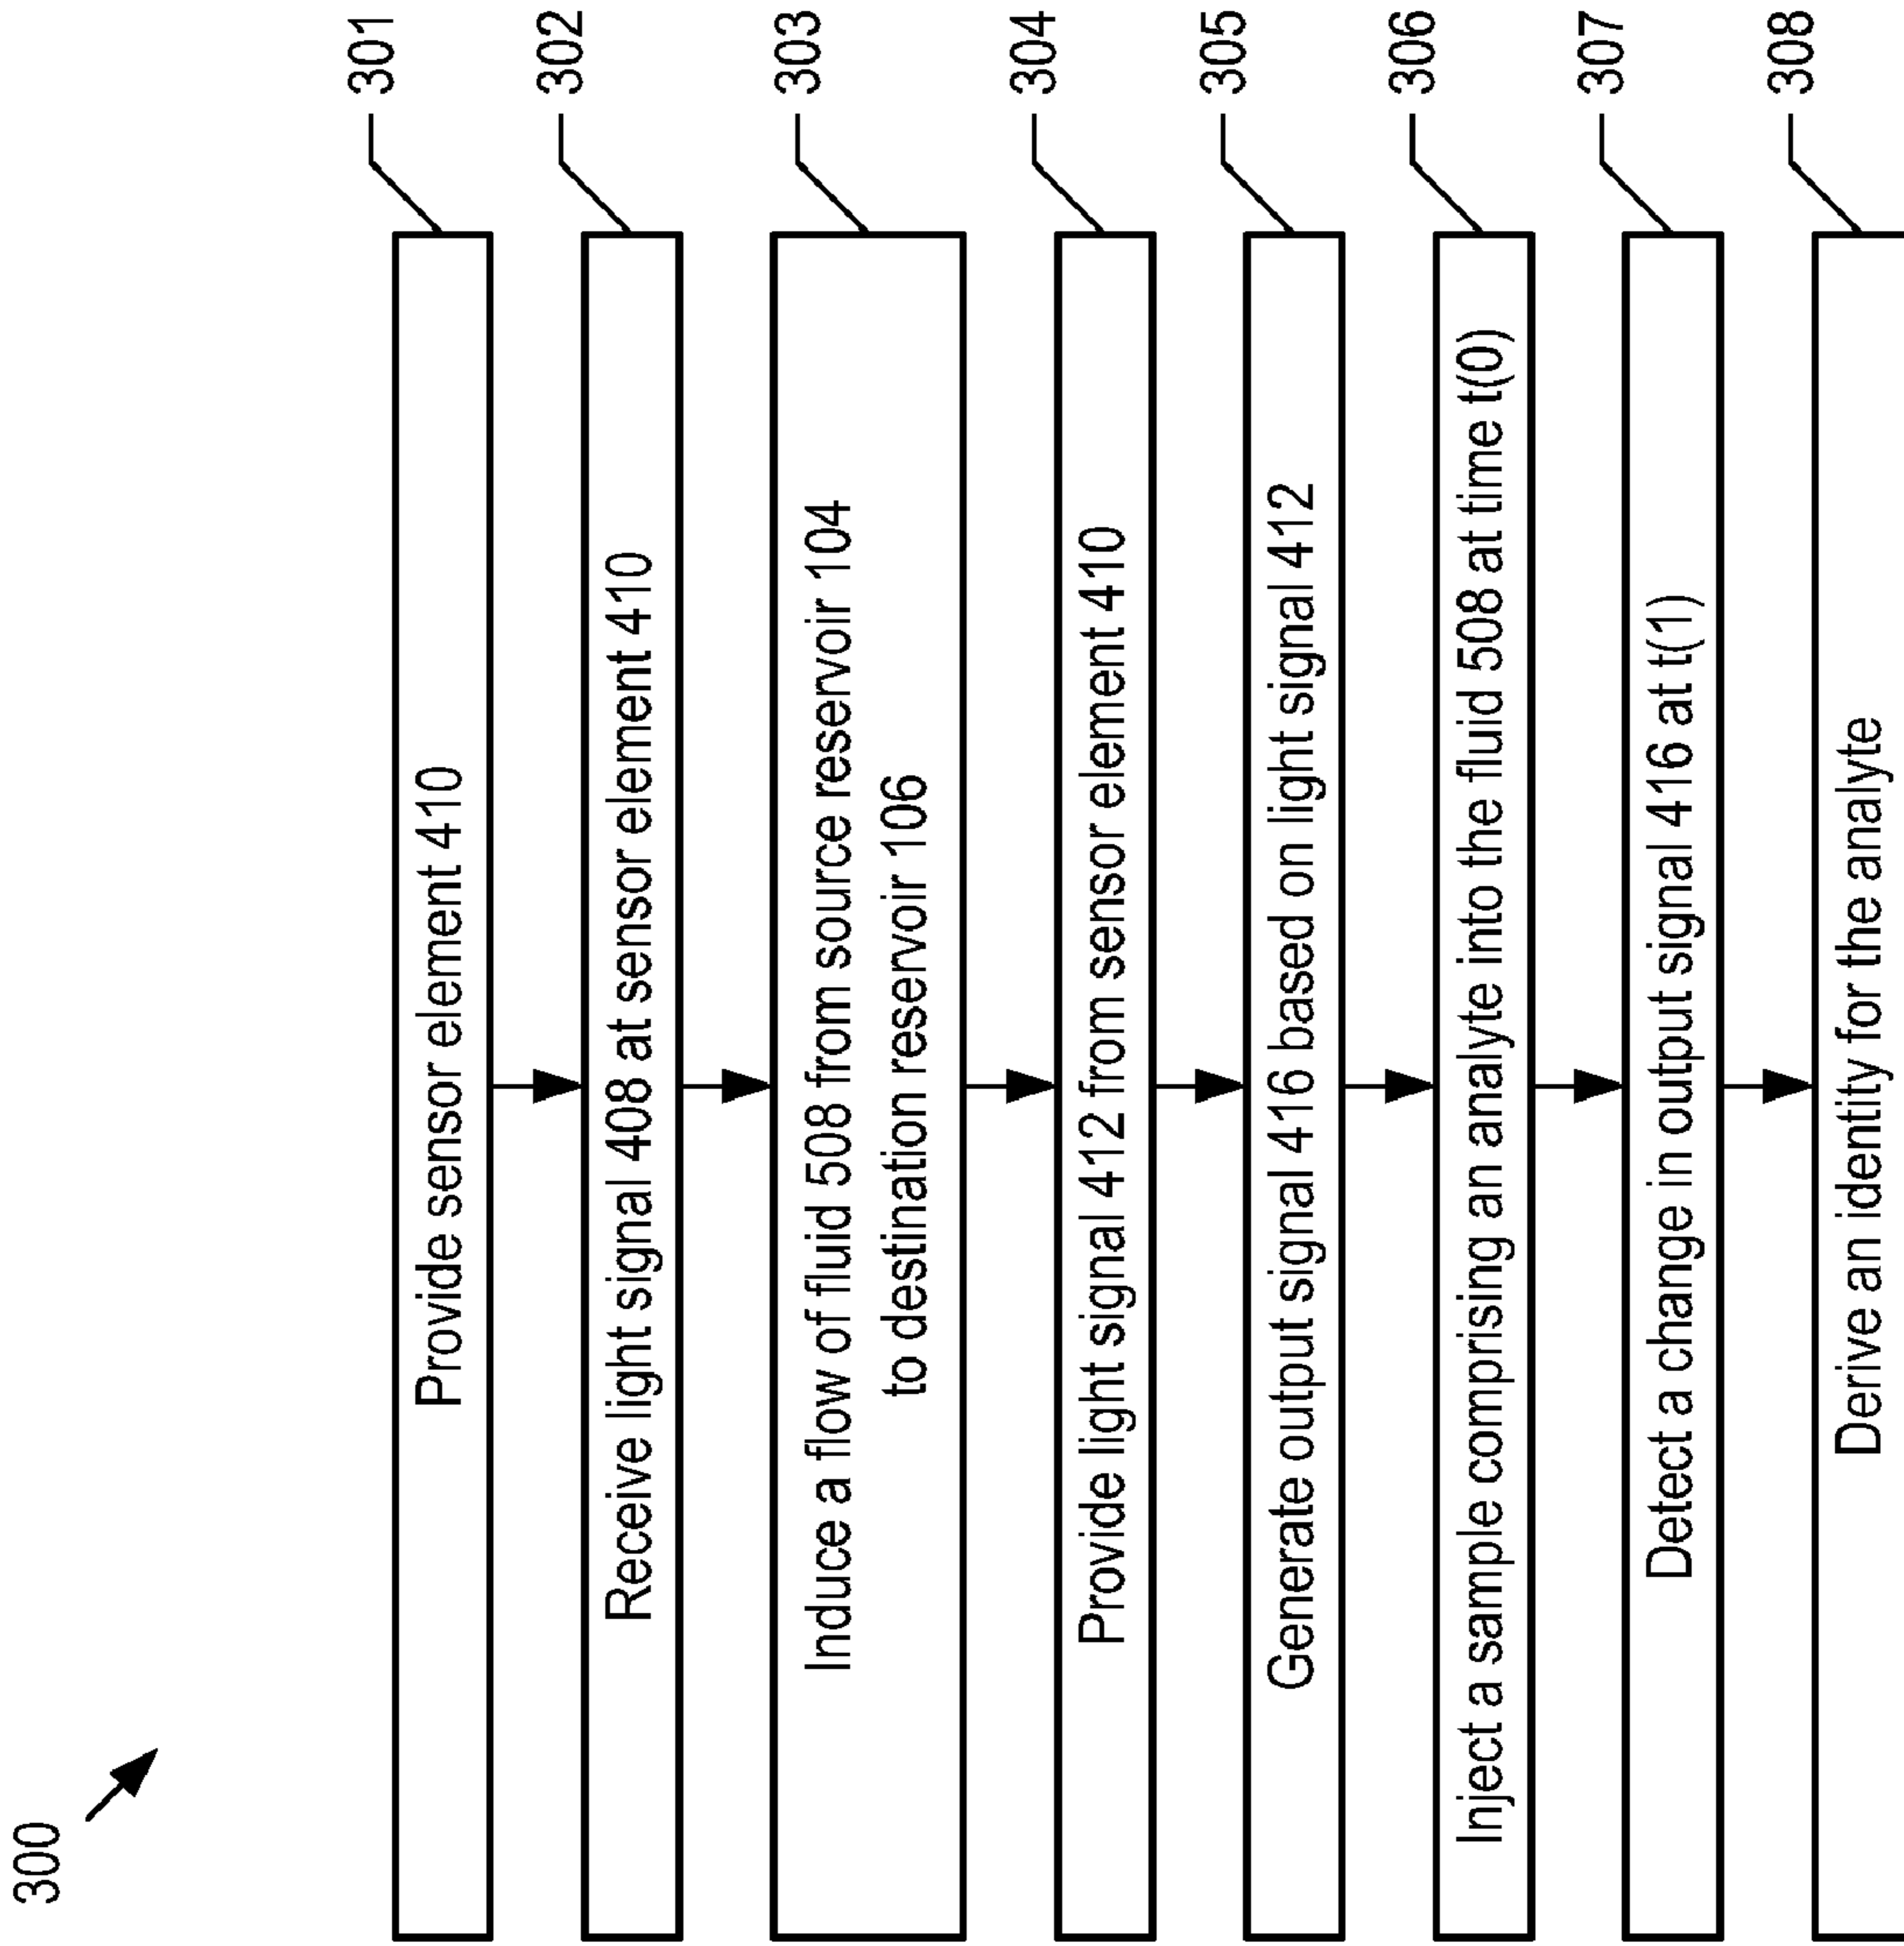 300
301
Provide sensor element 410
302
Receive light signal 408 at sensor element 410
303
Induce a flow of fluid 508 from source reservoir 104
to destination reservoir 106
304
Provide light signal 412 from sensor element 410
305
Generate output signal 416 based on light signal 412
306
Inject a sample comprising an analyte into the fluid 508 at time t(0)
307
Detect a change in output signal 416 at t(1)
308
Derive an identity for the analyte